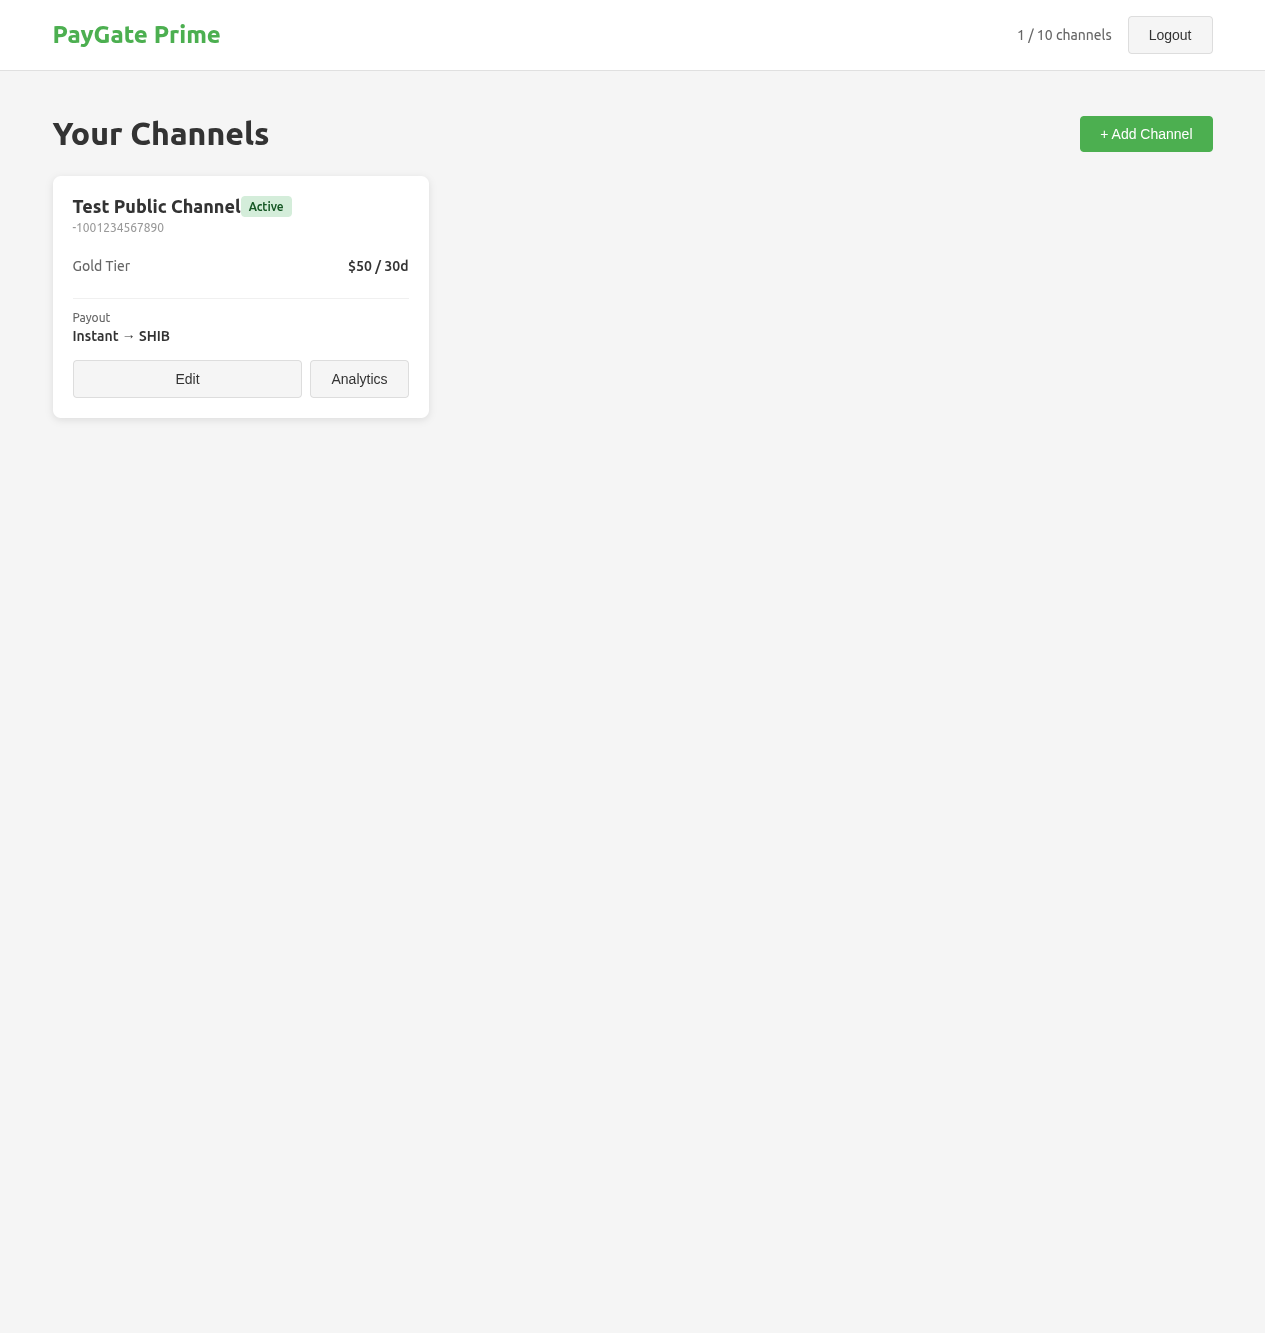 PayGate Prime
1 / 10 channels
Logout
Your Channels
+ Add Channel
Test Public Channel Active
-1001234567890
Gold Tier $50 / 30d
Payout
Instant → SHIB
Edit Analytics